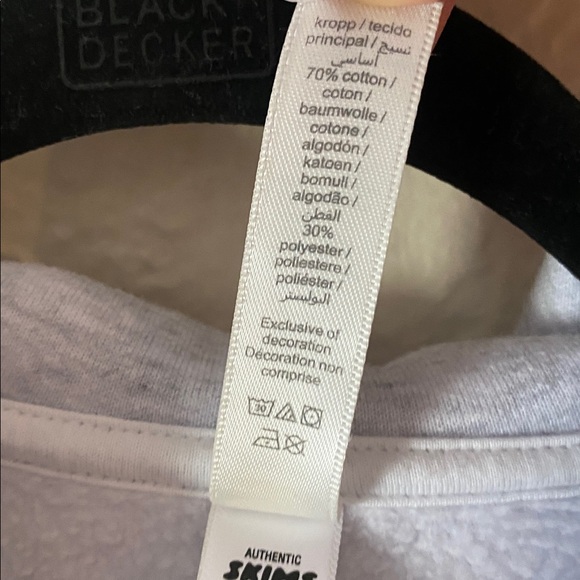 BLACK
DECKER
kropp / tecido
principal / نسيج
أساسي
70% cotton /
coton /
baumwolle /
cotone /
algodón /
katoen /
bomull /
algodão /
القطن
30%
polyester /
poliestere /
poliéster /
البوليستر
Exclusive of
decoration
Décoration non
comprise
30
AUTHENTIC
SKIMS